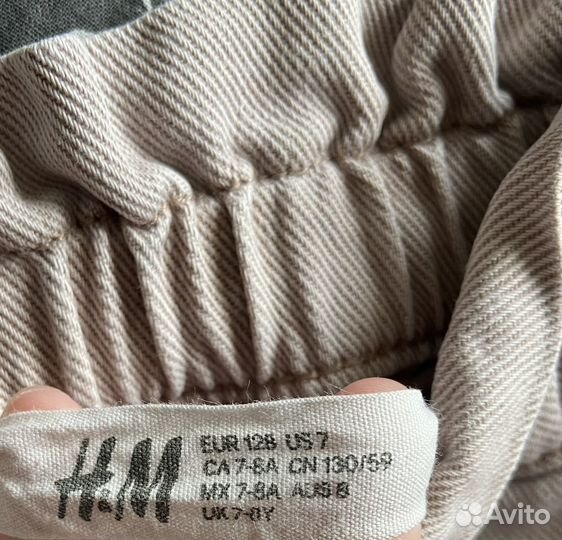 H&M
EUR 128 US 7
CA 7-8A CN 130/59
MX 7-8A AUS 8
UK 7-8Y
Avito